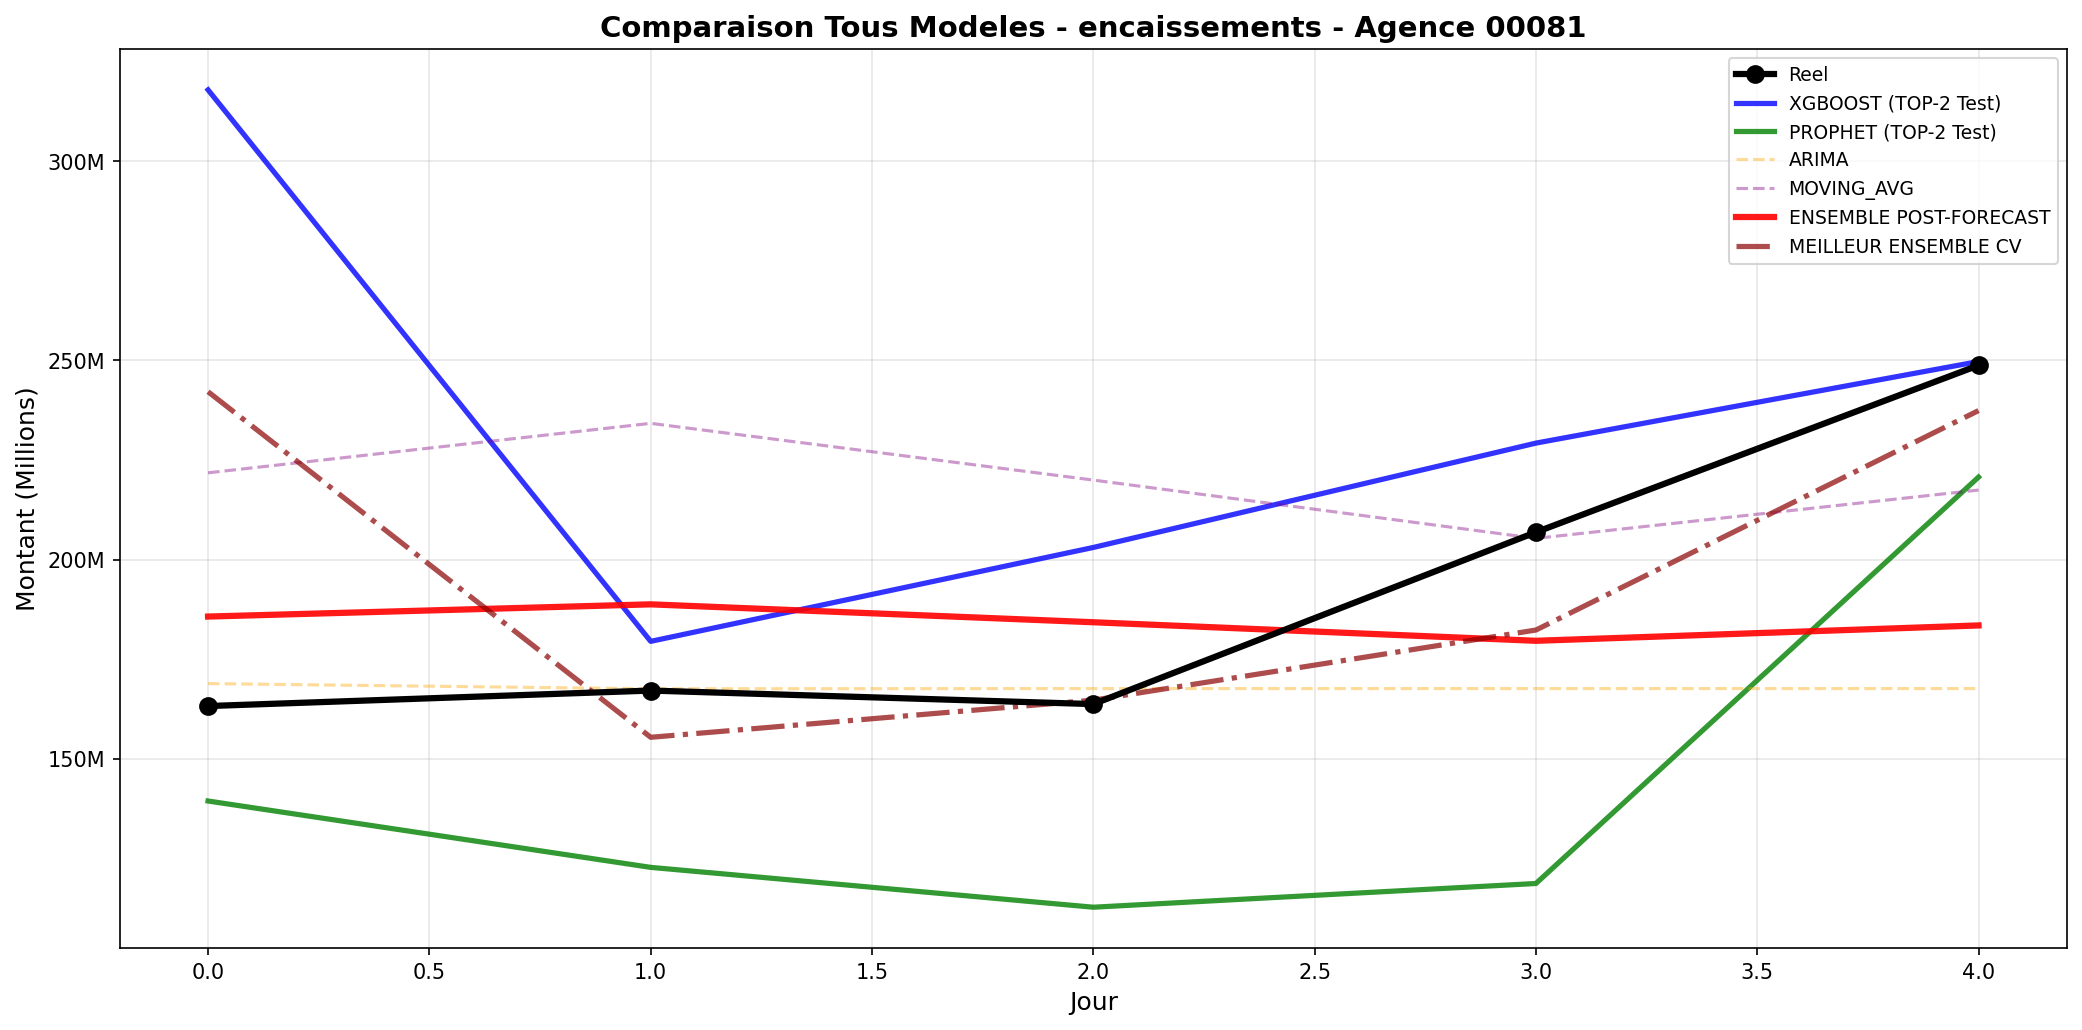 Comparaison Tous Modeles - encaissements - Agence 00081
Reel
XGBOOST (TOP-2 Test)
PROPHET (TOP-2 Test)
ARIMA
MOVING_AVG
ENSEMBLE POST-FORECAST
MEILLEUR ENSEMBLE CV
300M
250M
200M
150M
Montant (Millions)
0.0 0.5 1.0 1.5 2.0 2.5 3.0 3.5 4.0
Jour